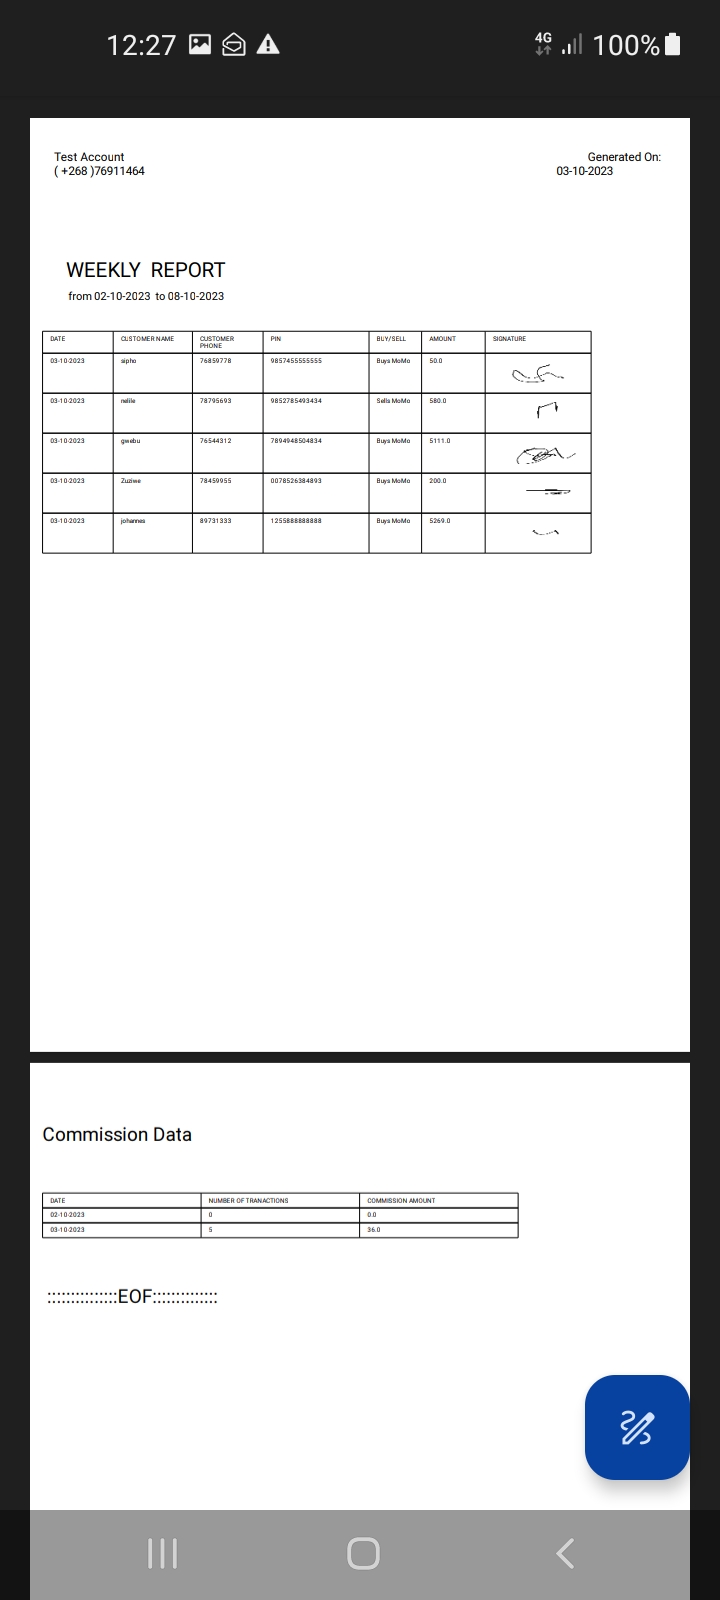 12:27 4G 100%
Test Account Generated On:
( +268 )76911464 03-10-2023
WEEKLY REPORT
from 02-10-2023 to 08-10-2023
DATE CUSTOMER NAME CUSTOMER PHONE PIN BUY/SELL AMOUNT SIGNATURE
03-10-2023 sipho 76859778 9857455555555 Buys MoMo 50.0
03-10-2023 nelile 78795693 9852785493434 Sells MoMo 580.0
03-10-2023 gwebu 76544312 7894948504834 Buys MoMo 5111.0
03-10-2023 Zuziwe 78459955 0078526384893 Buys MoMo 200.0
03-10-2023 johannes 89731333 1255888888888 Buys MoMo 5269.0
Commission Data
DATE NUMBER OF TRANACTIONS COMMISSION AMOUNT
02-10-2023 0 0.0
03-10-2023 5 36.0
:::::::::::::::EOF::::::::::::::